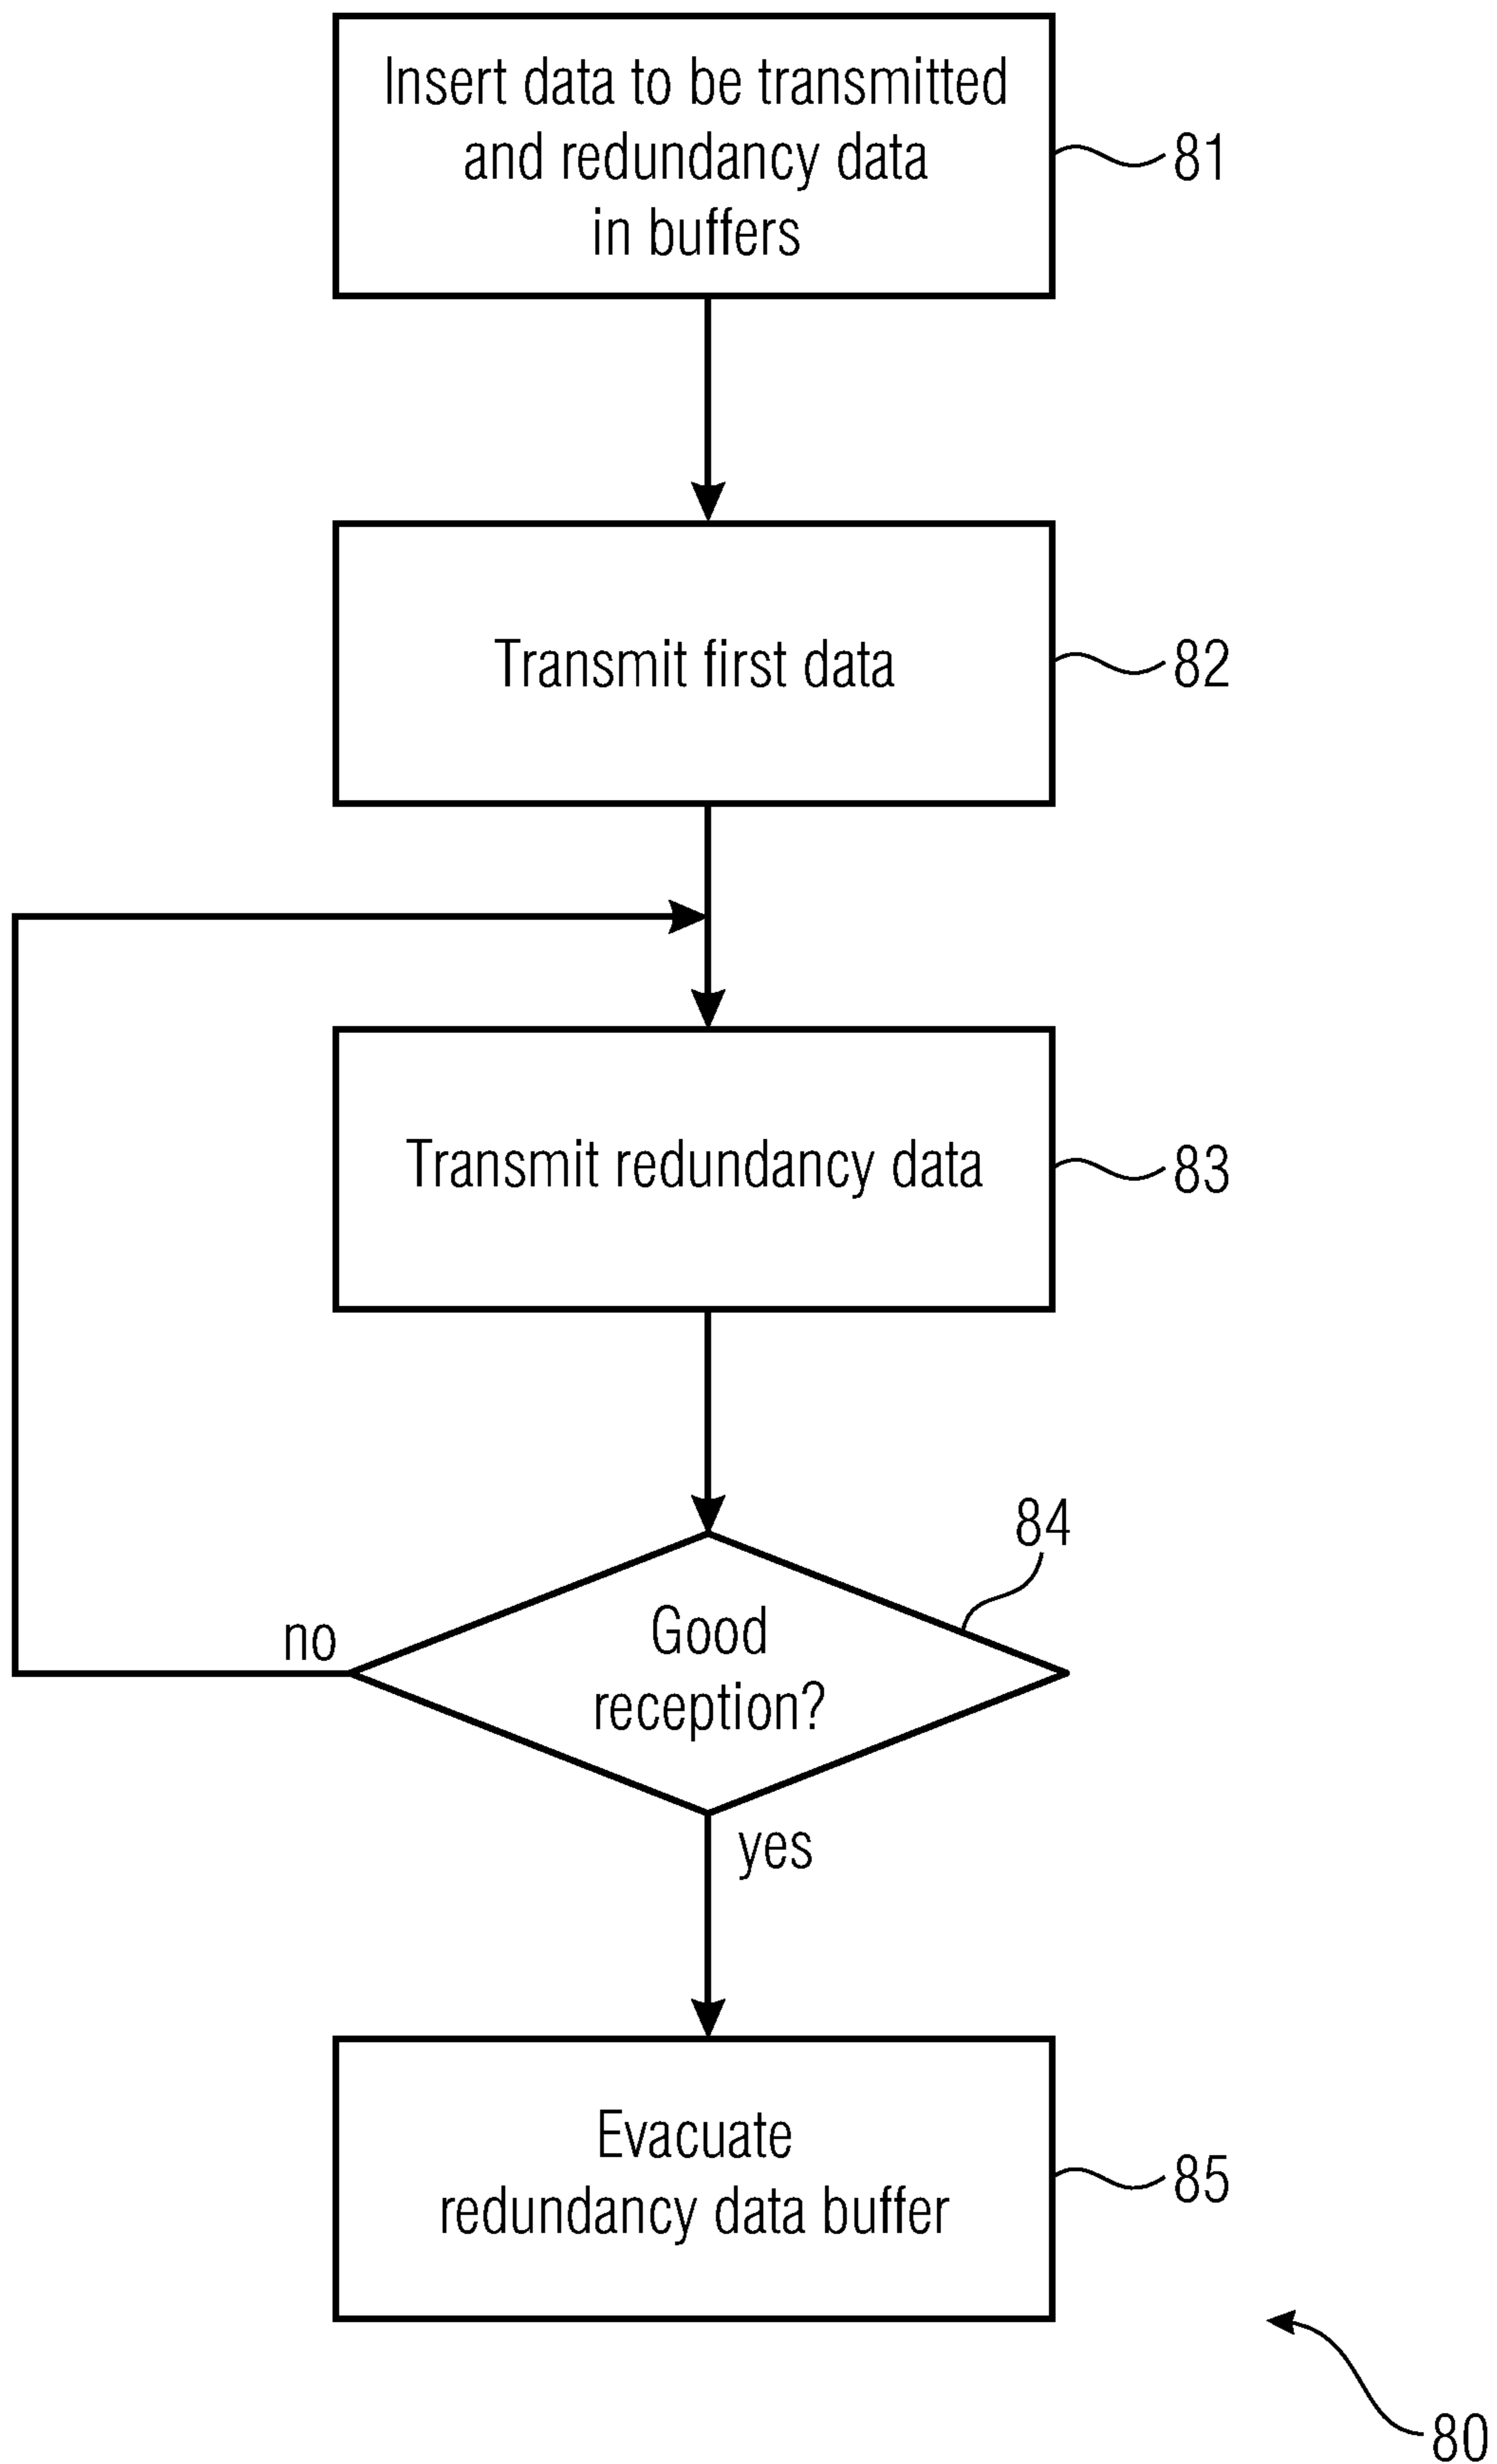 Insert data to be transmitted
and redundancy data
in buffers
81
Transmit first data
82
Transmit redundancy data
83
84
Good
reception?
no
yes
Evacuate
redundancy data buffer
85
80